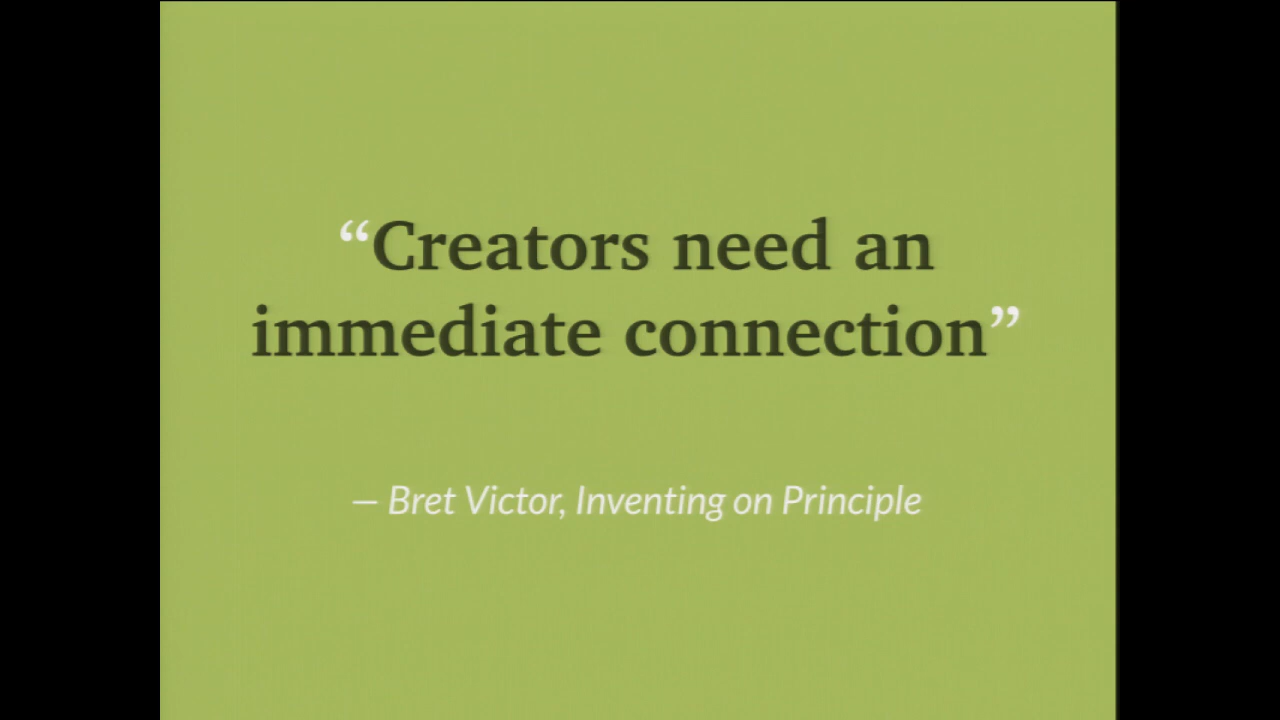 “Creators need an
immediate connection”
– Bret Victor, Inventing on Principle